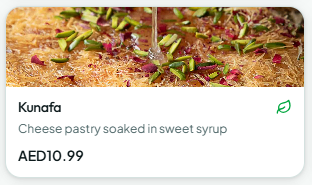 Kunafa
Cheese pastry soaked in sweet syrup
AED10.99